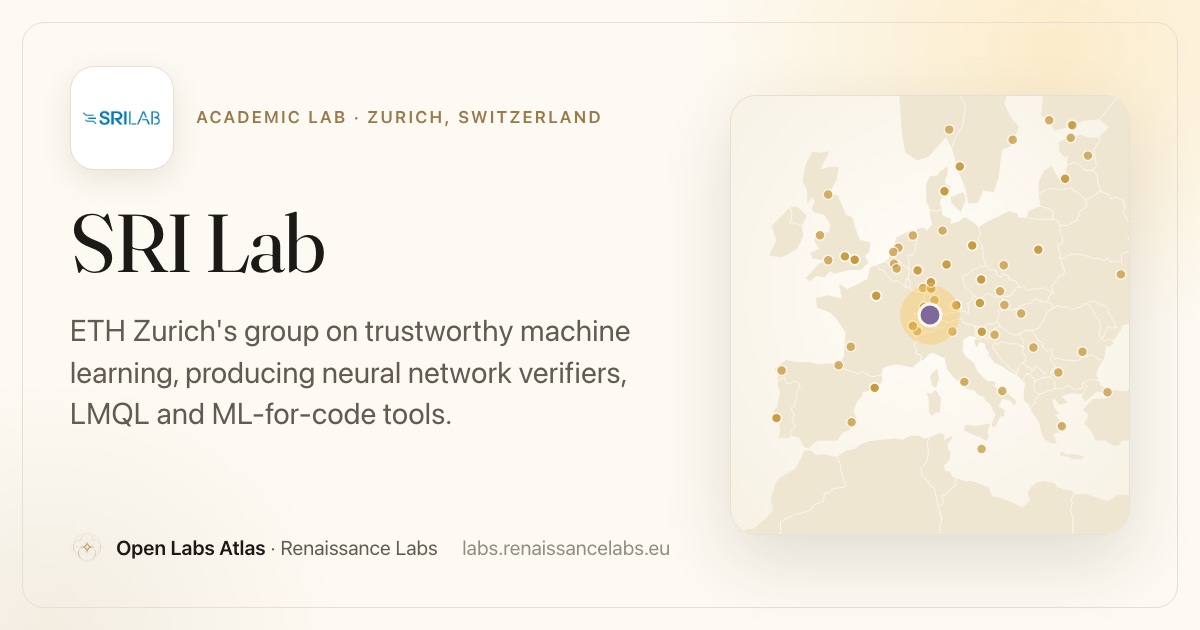 SRILAB
ACADEMIC LAB · ZURICH, SWITZERLAND
SRI Lab
ETH Zurich's group on trustworthy machine
learning, producing neural network verifiers,
LMQL and ML-for-code tools.
Open Labs Atlas · Renaissance Labs labs.renaissancelabs.eu